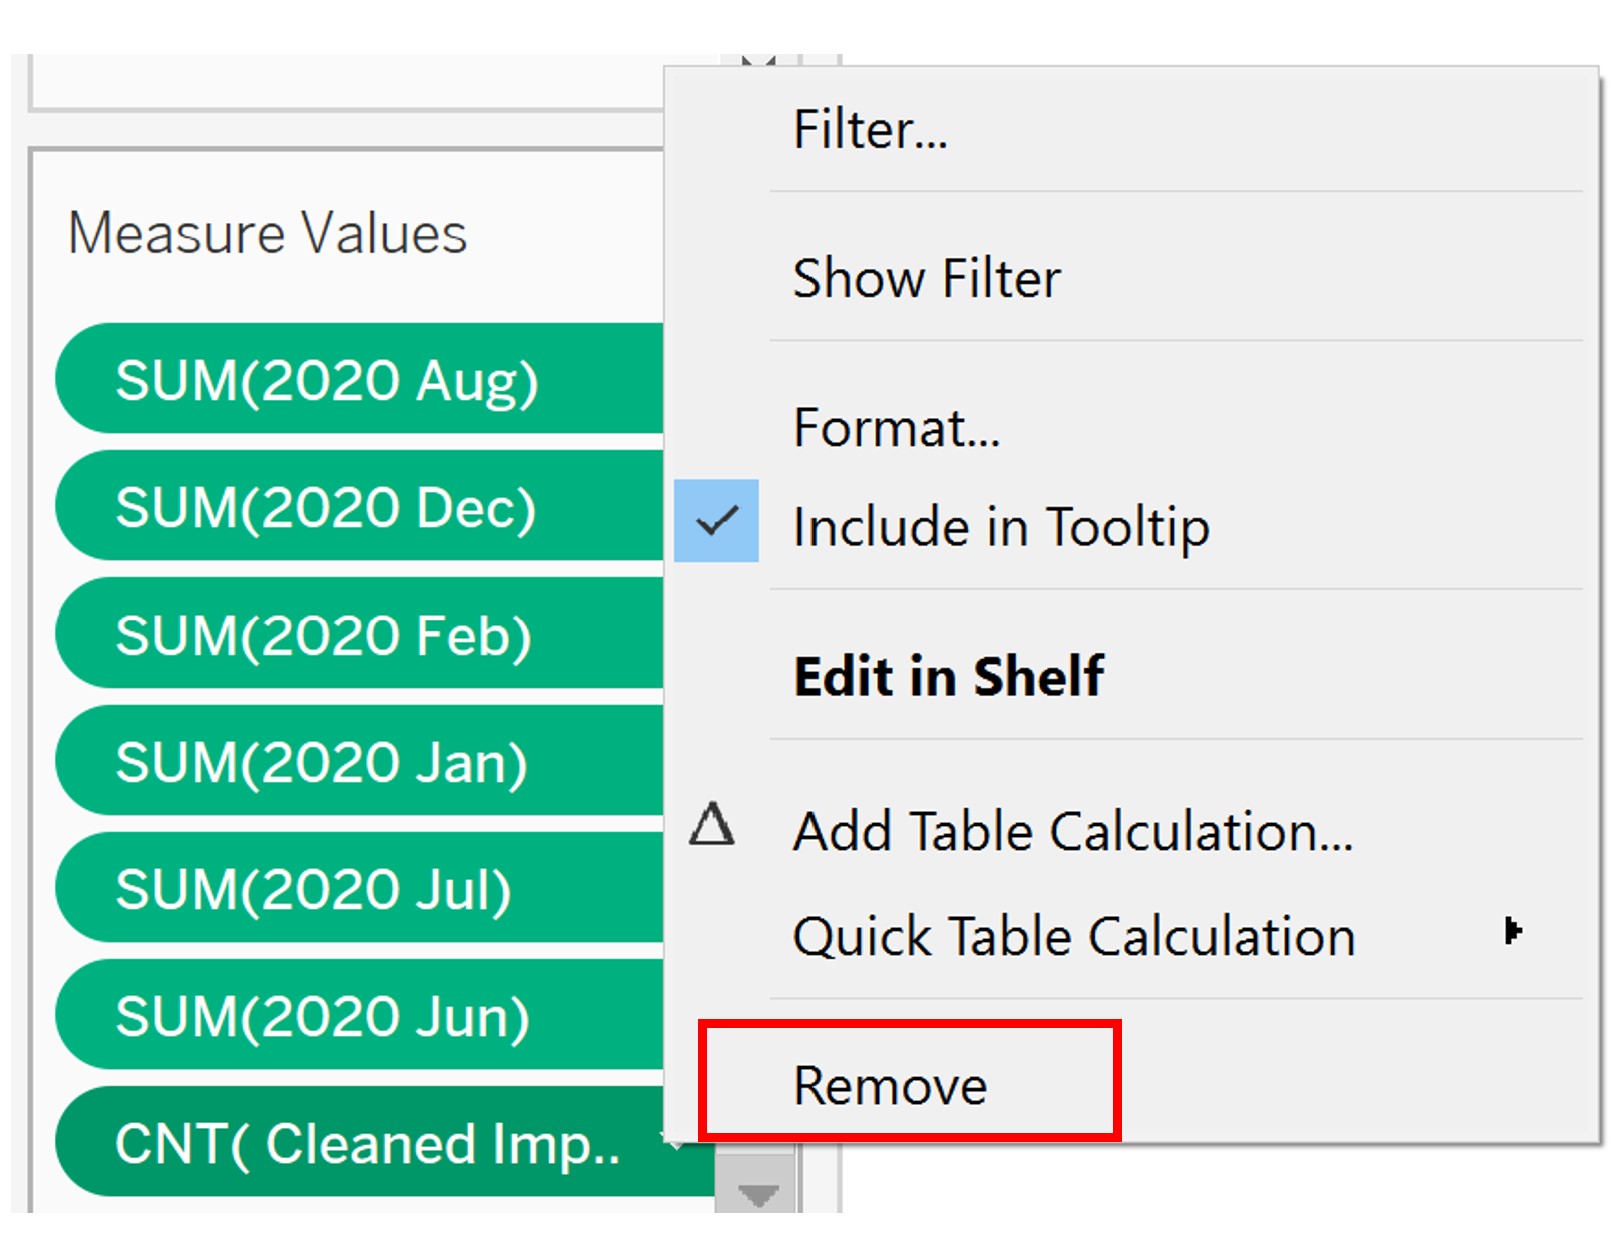 Measure Values
SUM(2020 Aug)
SUM(2020 Dec)
SUM(2020 Feb)
SUM(2020 Jan)
SUM(2020 Jul)
SUM(2020 Jun)
CNT( Cleaned Imp..
Filter...
Show Filter
Format...
Include in Tooltip
Edit in Shelf
Add Table Calculation...
Quick Table Calculation
Remove